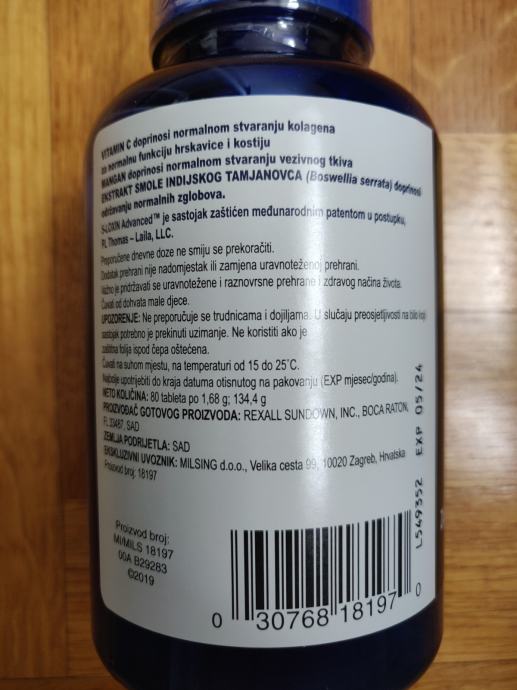 VITAMIN C doprinosi normalnom stvaranju kolagena
za normalnu funkciju hrskavice i kostiju
MANGAN doprinosi normalnom stvaranju vezivnog tkiva
EKSTRAKT SMOLE INDIJSKOG TAMJANOVCA (Boswellia serrata) doprinosi
održavanju normalnih zglobova.
5-LOXIN Advanced™ je sastojak zaštićen međunarodnim patentom u postupku,
PL Thomas – Laila, LLC.
Preporučene dnevne doze ne smiju se prekoračiti.
Dodatak prehrani nije nadomjestak ili zamjena uravnoteženoj prehrani.
Važno je pridržavati se uravnotežene i raznovrsne prehrane i zdravog načina života.
Čuvati od dohvata male djece.
UPOZORENJE: Ne preporučuje se trudnicama i dojiljama. U slučaju preosjetljivosti na bilo koji
sastojak potrebno je prekinuti uzimanje. Ne koristiti ako je
zaštitna folija ispod čepa oštećena.
Čuvati na suhom mjestu, na temperaturi od 15 do 25°C.
Najbolje upotrijebiti do kraja datuma otisnutog na pakovanju (EXP mjesec/godina).
NETO KOLIČINA: 80 tableta po 1,68 g; 134,4 g
PROIZVOĐAČ GOTOVOG PROIZVODA: REXALL SUNDOWN, INC., BOCA RATON,
FL 33487, SAD
ZEMLJA PODRIJETLA: SAD
EKSKLUZIVNI UVOZNIK: MILSING d.o.o., Velika cesta 99, 10020 Zagreb, Hrvatska
Proizvod broj: 18197
L549352 EXP 05/24
Proizvod broj:
MI/MILS 18197
00A B29283
©2019
0 30768 18197 0